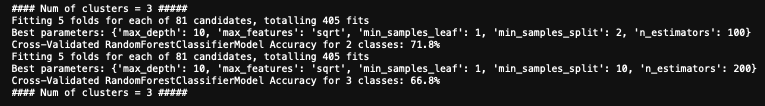 #### Num of clusters = 3 #####
Fitting 5 folds for each of 81 candidates, totalling 405 fits
Best parameters: {'max_depth': 10, 'max_features': 'sqrt', 'min_samples_leaf': 1, 'min_samples_split': 2, 'n_estimators': 100}
Cross-Validated RandomForestClassifierModel Accuracy for 2 classes: 71.8%
Fitting 5 folds for each of 81 candidates, totalling 405 fits
Best parameters: {'max_depth': 10, 'max_features': 'sqrt', 'min_samples_leaf': 1, 'min_samples_split': 10, 'n_estimators': 200}
Cross-Validated RandomForestClassifierModel Accuracy for 3 classes: 66.8%
#### Num of clusters = 3 #####